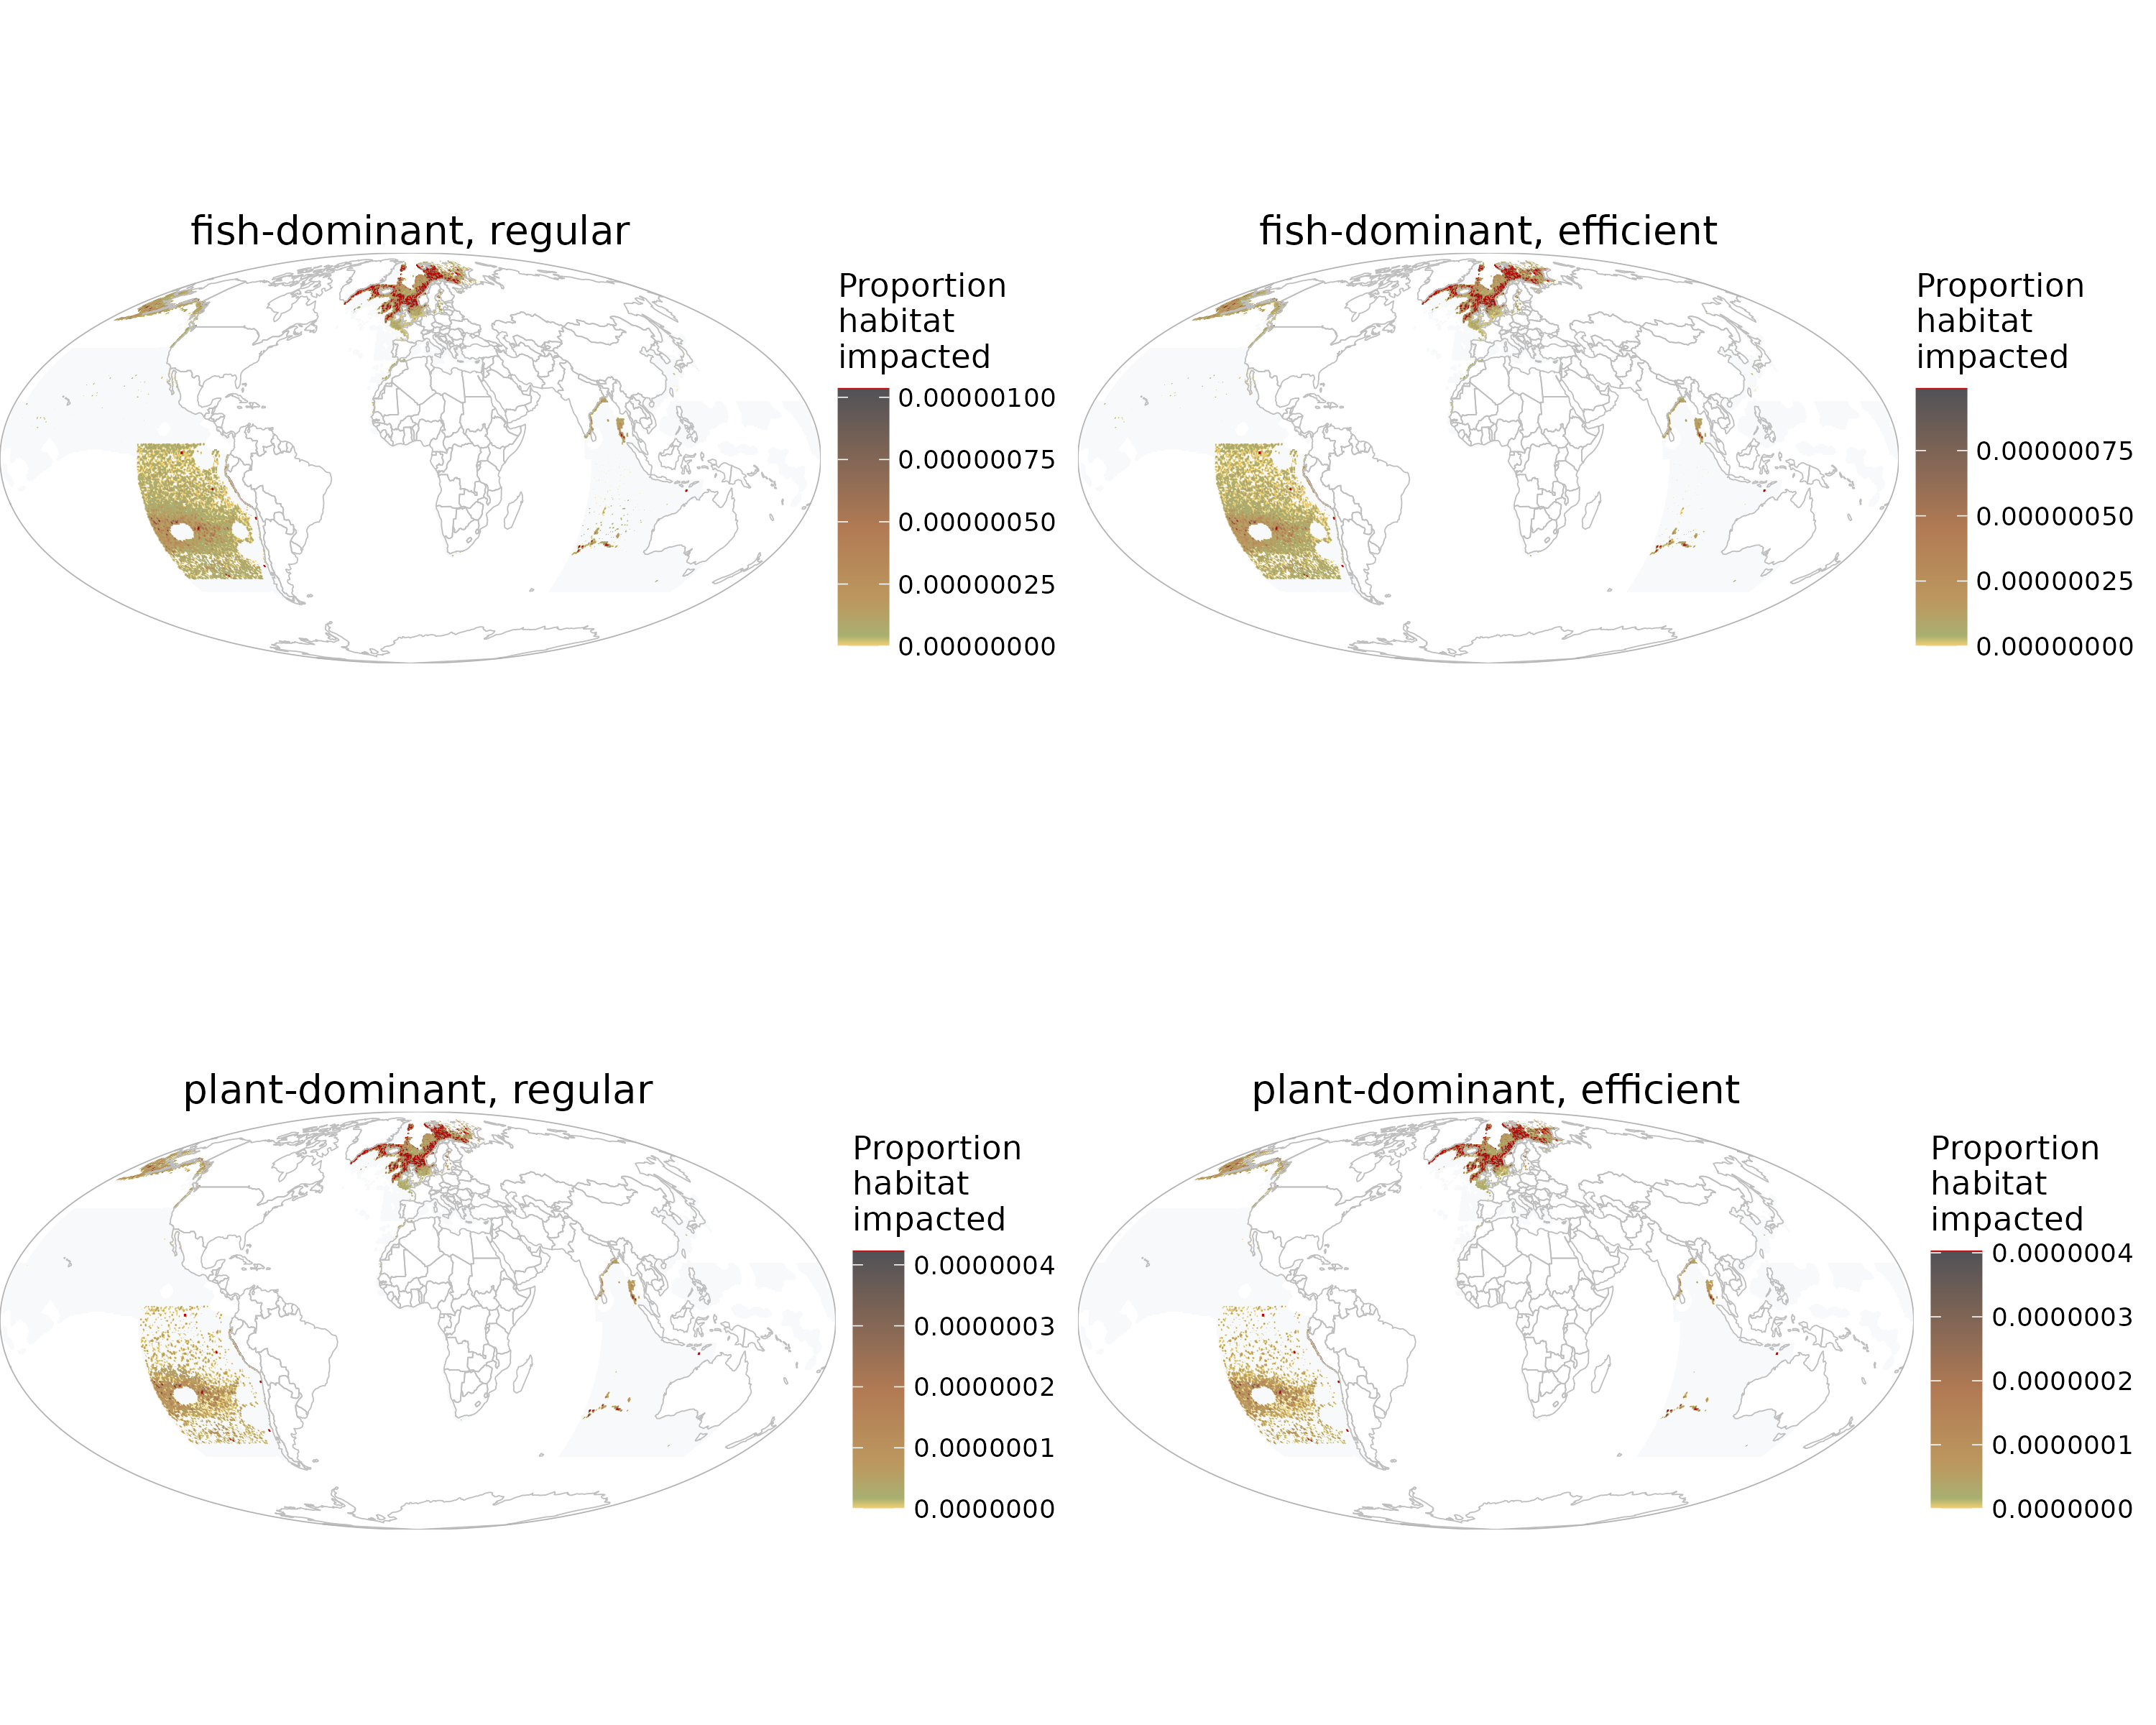 fish-dominant, regular
Proportion
habitat
impacted
0.00000100
0.00000075
0.00000050
0.00000025
0.00000000
fish-dominant, efficient
Proportion
habitat
impacted
0.00000075
0.00000050
0.00000025
0.00000000
plant-dominant, regular
Proportion
habitat
impacted
0.0000004
0.0000003
0.0000002
0.0000001
0.0000000
plant-dominant, efficient
Proportion
habitat
impacted
0.0000004
0.0000003
0.0000002
0.0000001
0.0000000